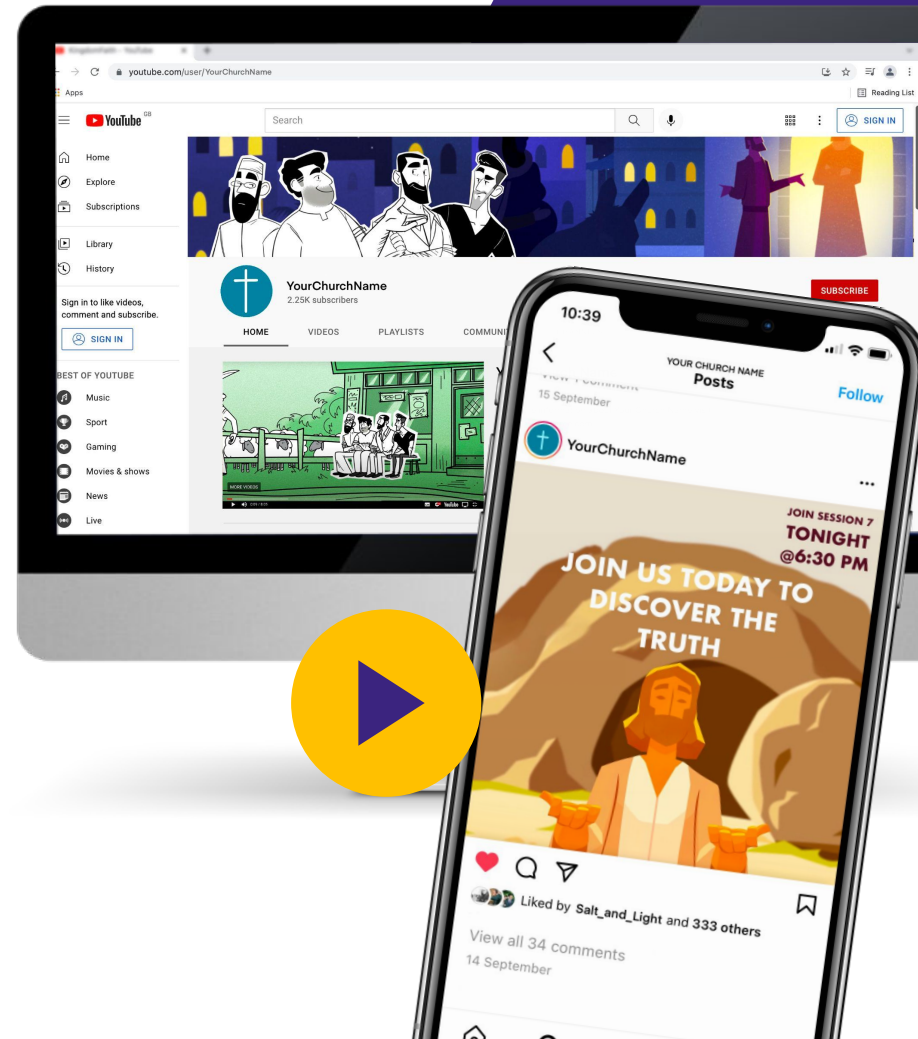 youtube.com/user/YourChurchName
Apps
Reading List
YouTube GB
Search
SIGN IN
Home
Explore
Subscriptions
Library
History
Sign in to like videos,
comment and subscribe.
SIGN IN
BEST OF YOUTUBE
Music
Sport
Gaming
Movies & shows
News
Live
YourChurchName
2.25K subscribers
SUBSCRIBE
HOME
VIDEOS
PLAYLISTS
COMMUNI
MORE VIDEOS
YouTube
10:39
YOUR CHURCH NAME
Posts
Follow
15 September
YourChurchName
JOIN SESSION 7
TONIGHT
@6:30 PM
JOIN US TODAY TO
DISCOVER THE
TRUTH
Liked by Salt_and_Light and 333 others
View all 34 comments
14 September